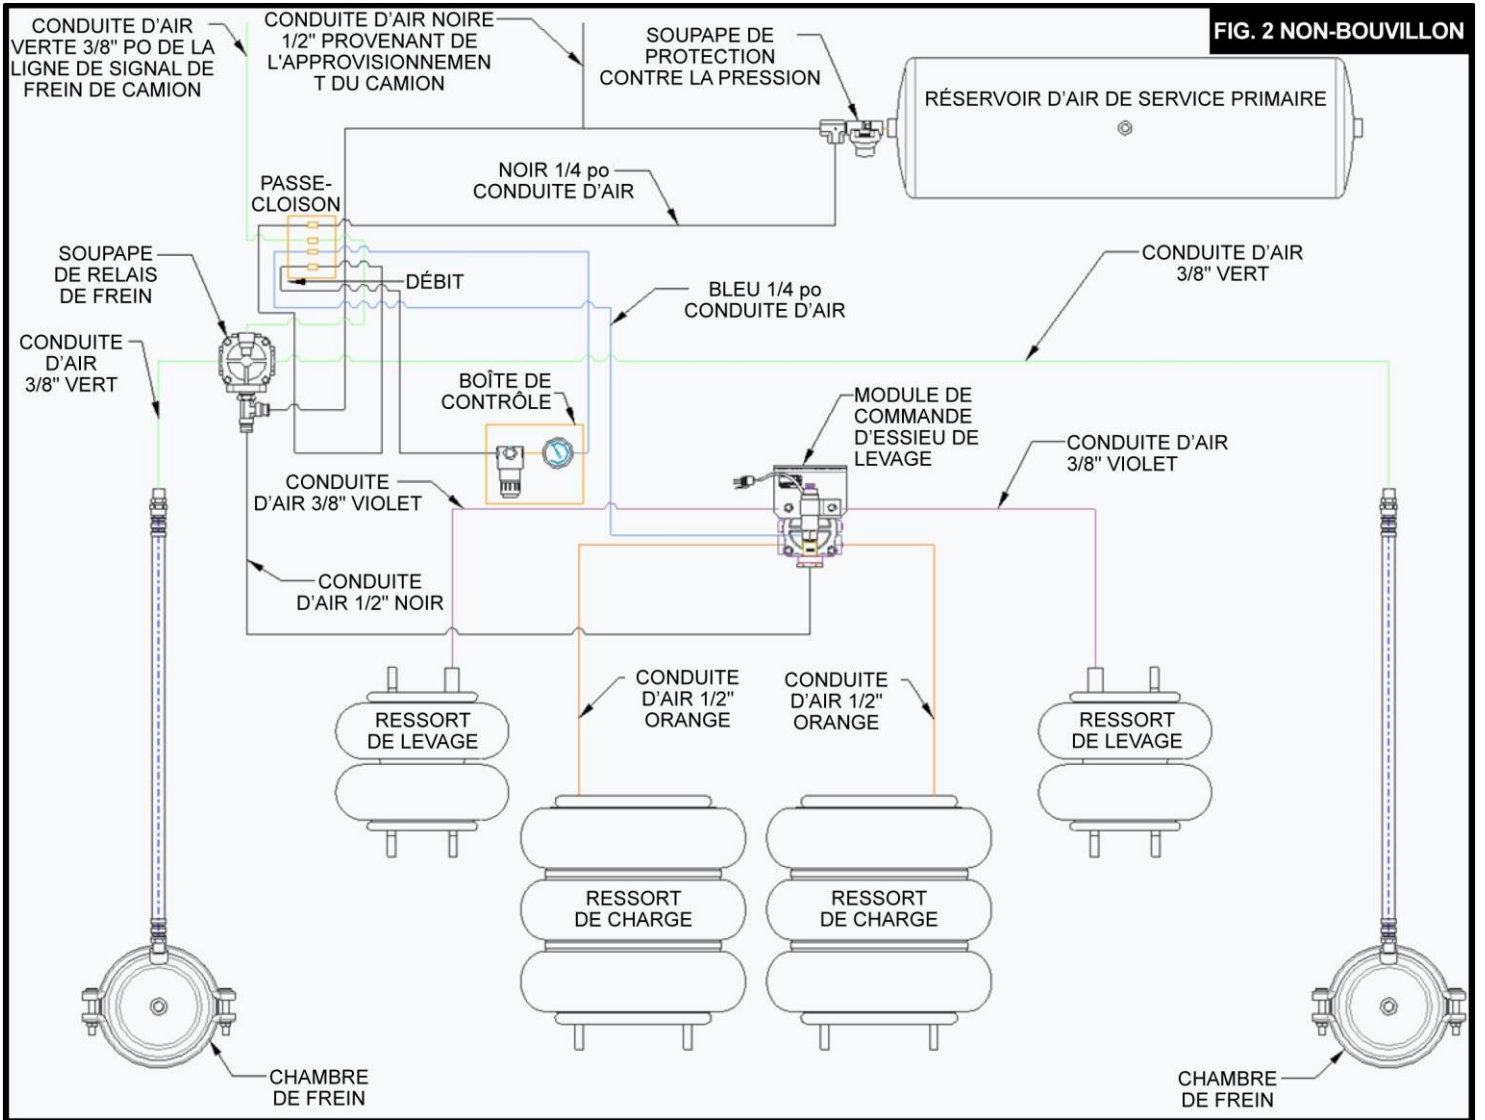 CONDUITE D'AIR
VERTE 3/8" PO DE LA
LIGNE DE SIGNAL DE
FREIN DE CAMION
CONDUITE D'AIR NOIRE
1/2" PROVENANT DE
L'APPROVISIONNEMEN
T DU CAMION
SOUPAPE DE
PROTECTION
CONTRE LA PRESSION
FIG. 2 NON-BOUVILLON
RÉSERVOIR D'AIR DE SERVICE PRIMAIRE
NOIR 1/4 po
CONDUITE D'AIR
PASSE-
CLOISON
SOUPAPE
DE RELAIS
DE FREIN
DÉBIT
BLEU 1/4 po
CONDUITE D'AIR
CONDUITE D'AIR
3/8" VERT
CONDUITE
D'AIR
3/8" VERT
BOÎTE DE
CONTRÔLE
MODULE DE
COMMANDE
D'ESSIEU DE
LEVAGE
CONDUITE D'AIR
3/8" VIOLET
CONDUITE
D'AIR 3/8" VIOLET
CONDUITE
D'AIR 1/2" NOIR
CONDUITE
D'AIR 1/2"
ORANGE
CONDUITE
D'AIR 1/2"
ORANGE
RESSORT
DE LEVAGE
RESSORT
DE LEVAGE
RESSORT
DE CHARGE
RESSORT
DE CHARGE
CHAMBRE
DE FREIN
CHAMBRE
DE FREIN